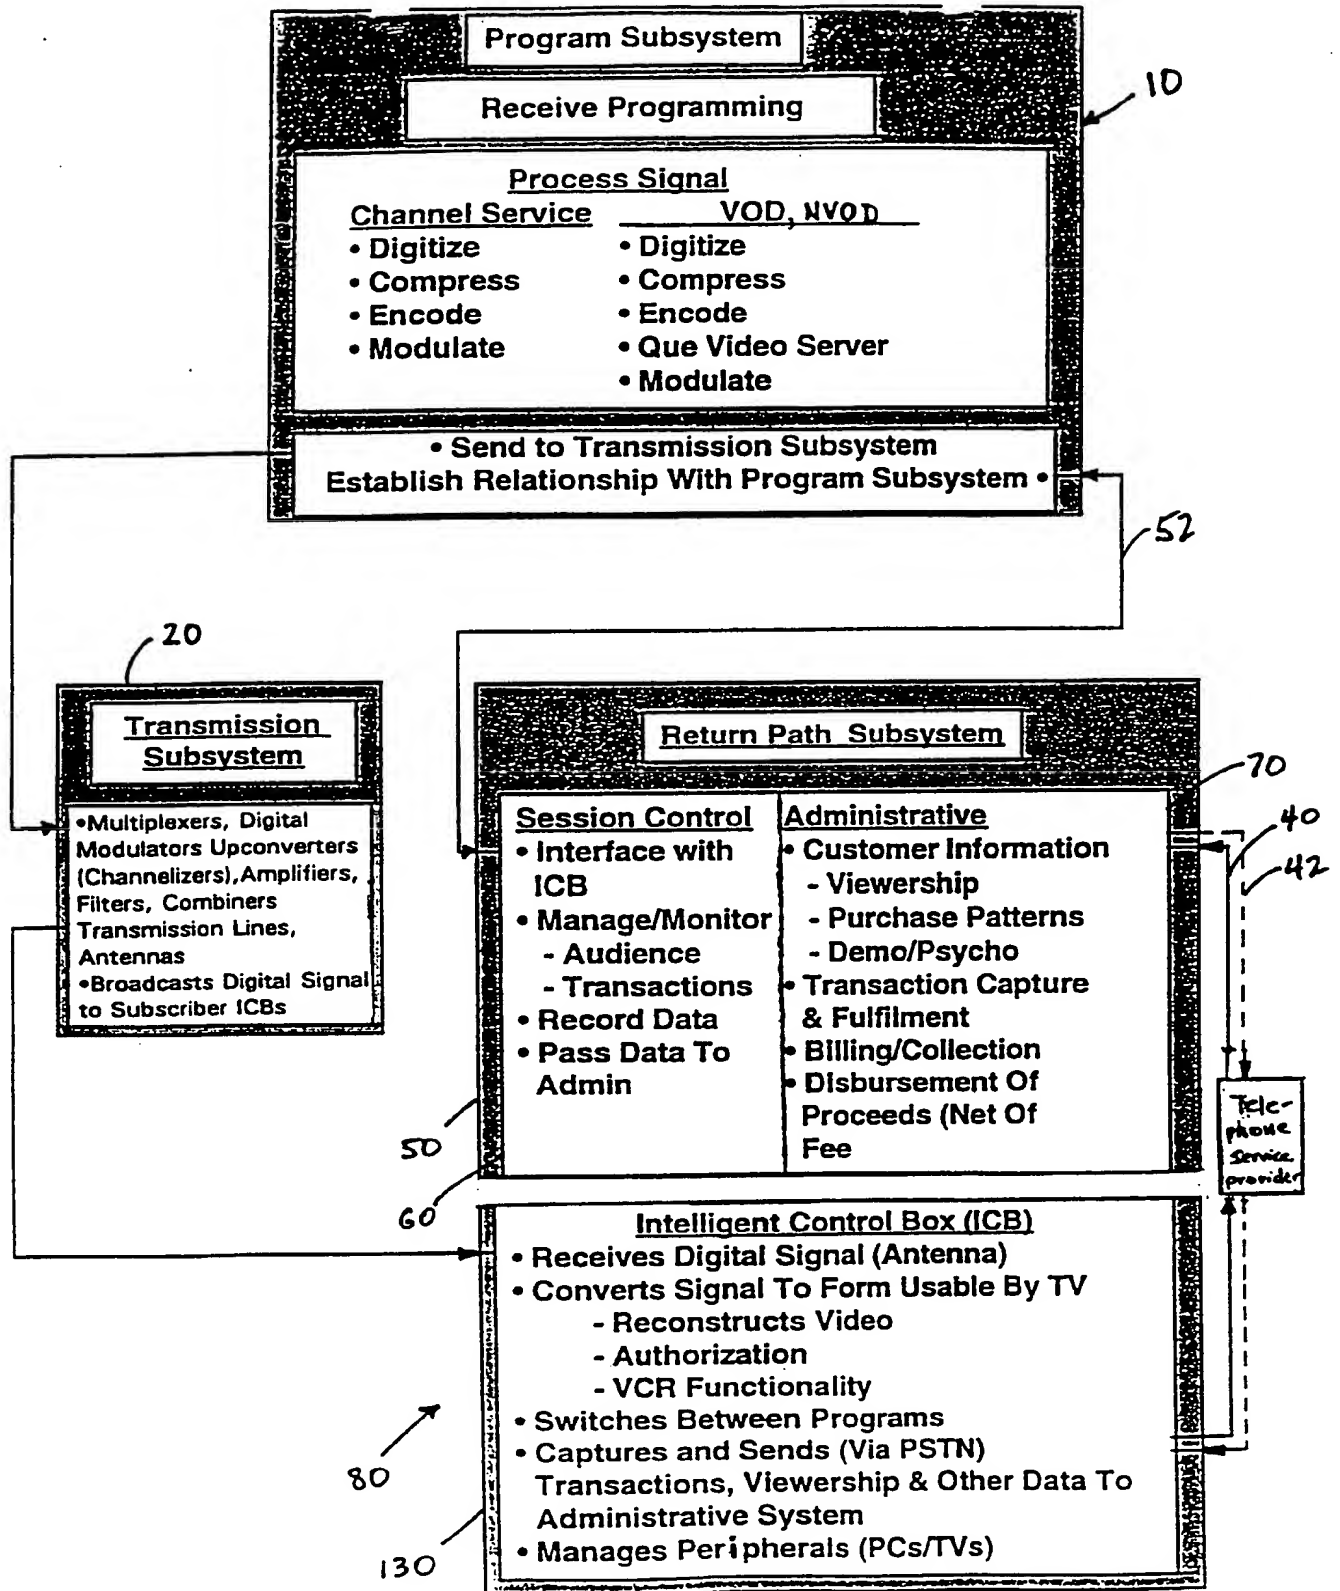 Program Subsystem
Receive Programming
10
Process Signal
Channel Service
• Digitize
• Compress
• Encode
• Modulate
VOD, NVOD
• Digitize
• Compress
• Encode
• Que Video Server
• Modulate
• Send to Transmission Subsystem
Establish Relationship With Program Subsystem •
52
20
Transmission
Subsystem
•Multiplexers, Digital
Modulators Upconverters
(Channelizers),Amplifiers,
Filters, Combiners
Transmission Lines,
Antennas
•Broadcasts Digital Signal
to Subscriber ICBs
Return Path Subsystem
70
40
42
Session Control
• Interface with
ICB
• Manage/Monitor
- Audience
- Transactions
• Record Data
• Pass Data To
Admin
Administrative
• Customer Information
- Viewership
- Purchase Patterns
- Demo/Psycho
• Transaction Capture
& Fulfilment
• Billing/Collection
• Disbursement Of
Proceeds (Net Of
Fee
50
60
Tele-
phone
service
provider
Intelligent Control Box (ICB)
• Receives Digital Signal (Antenna)
• Converts Signal To Form Usable By TV
- Reconstructs Video
- Authorization
- VCR Functionality
• Switches Between Programs
• Captures and Sends (Via PSTN)
Transactions, Viewership & Other Data To
Administrative System
• Manages Peripherals (PCs/TVs)
80
130